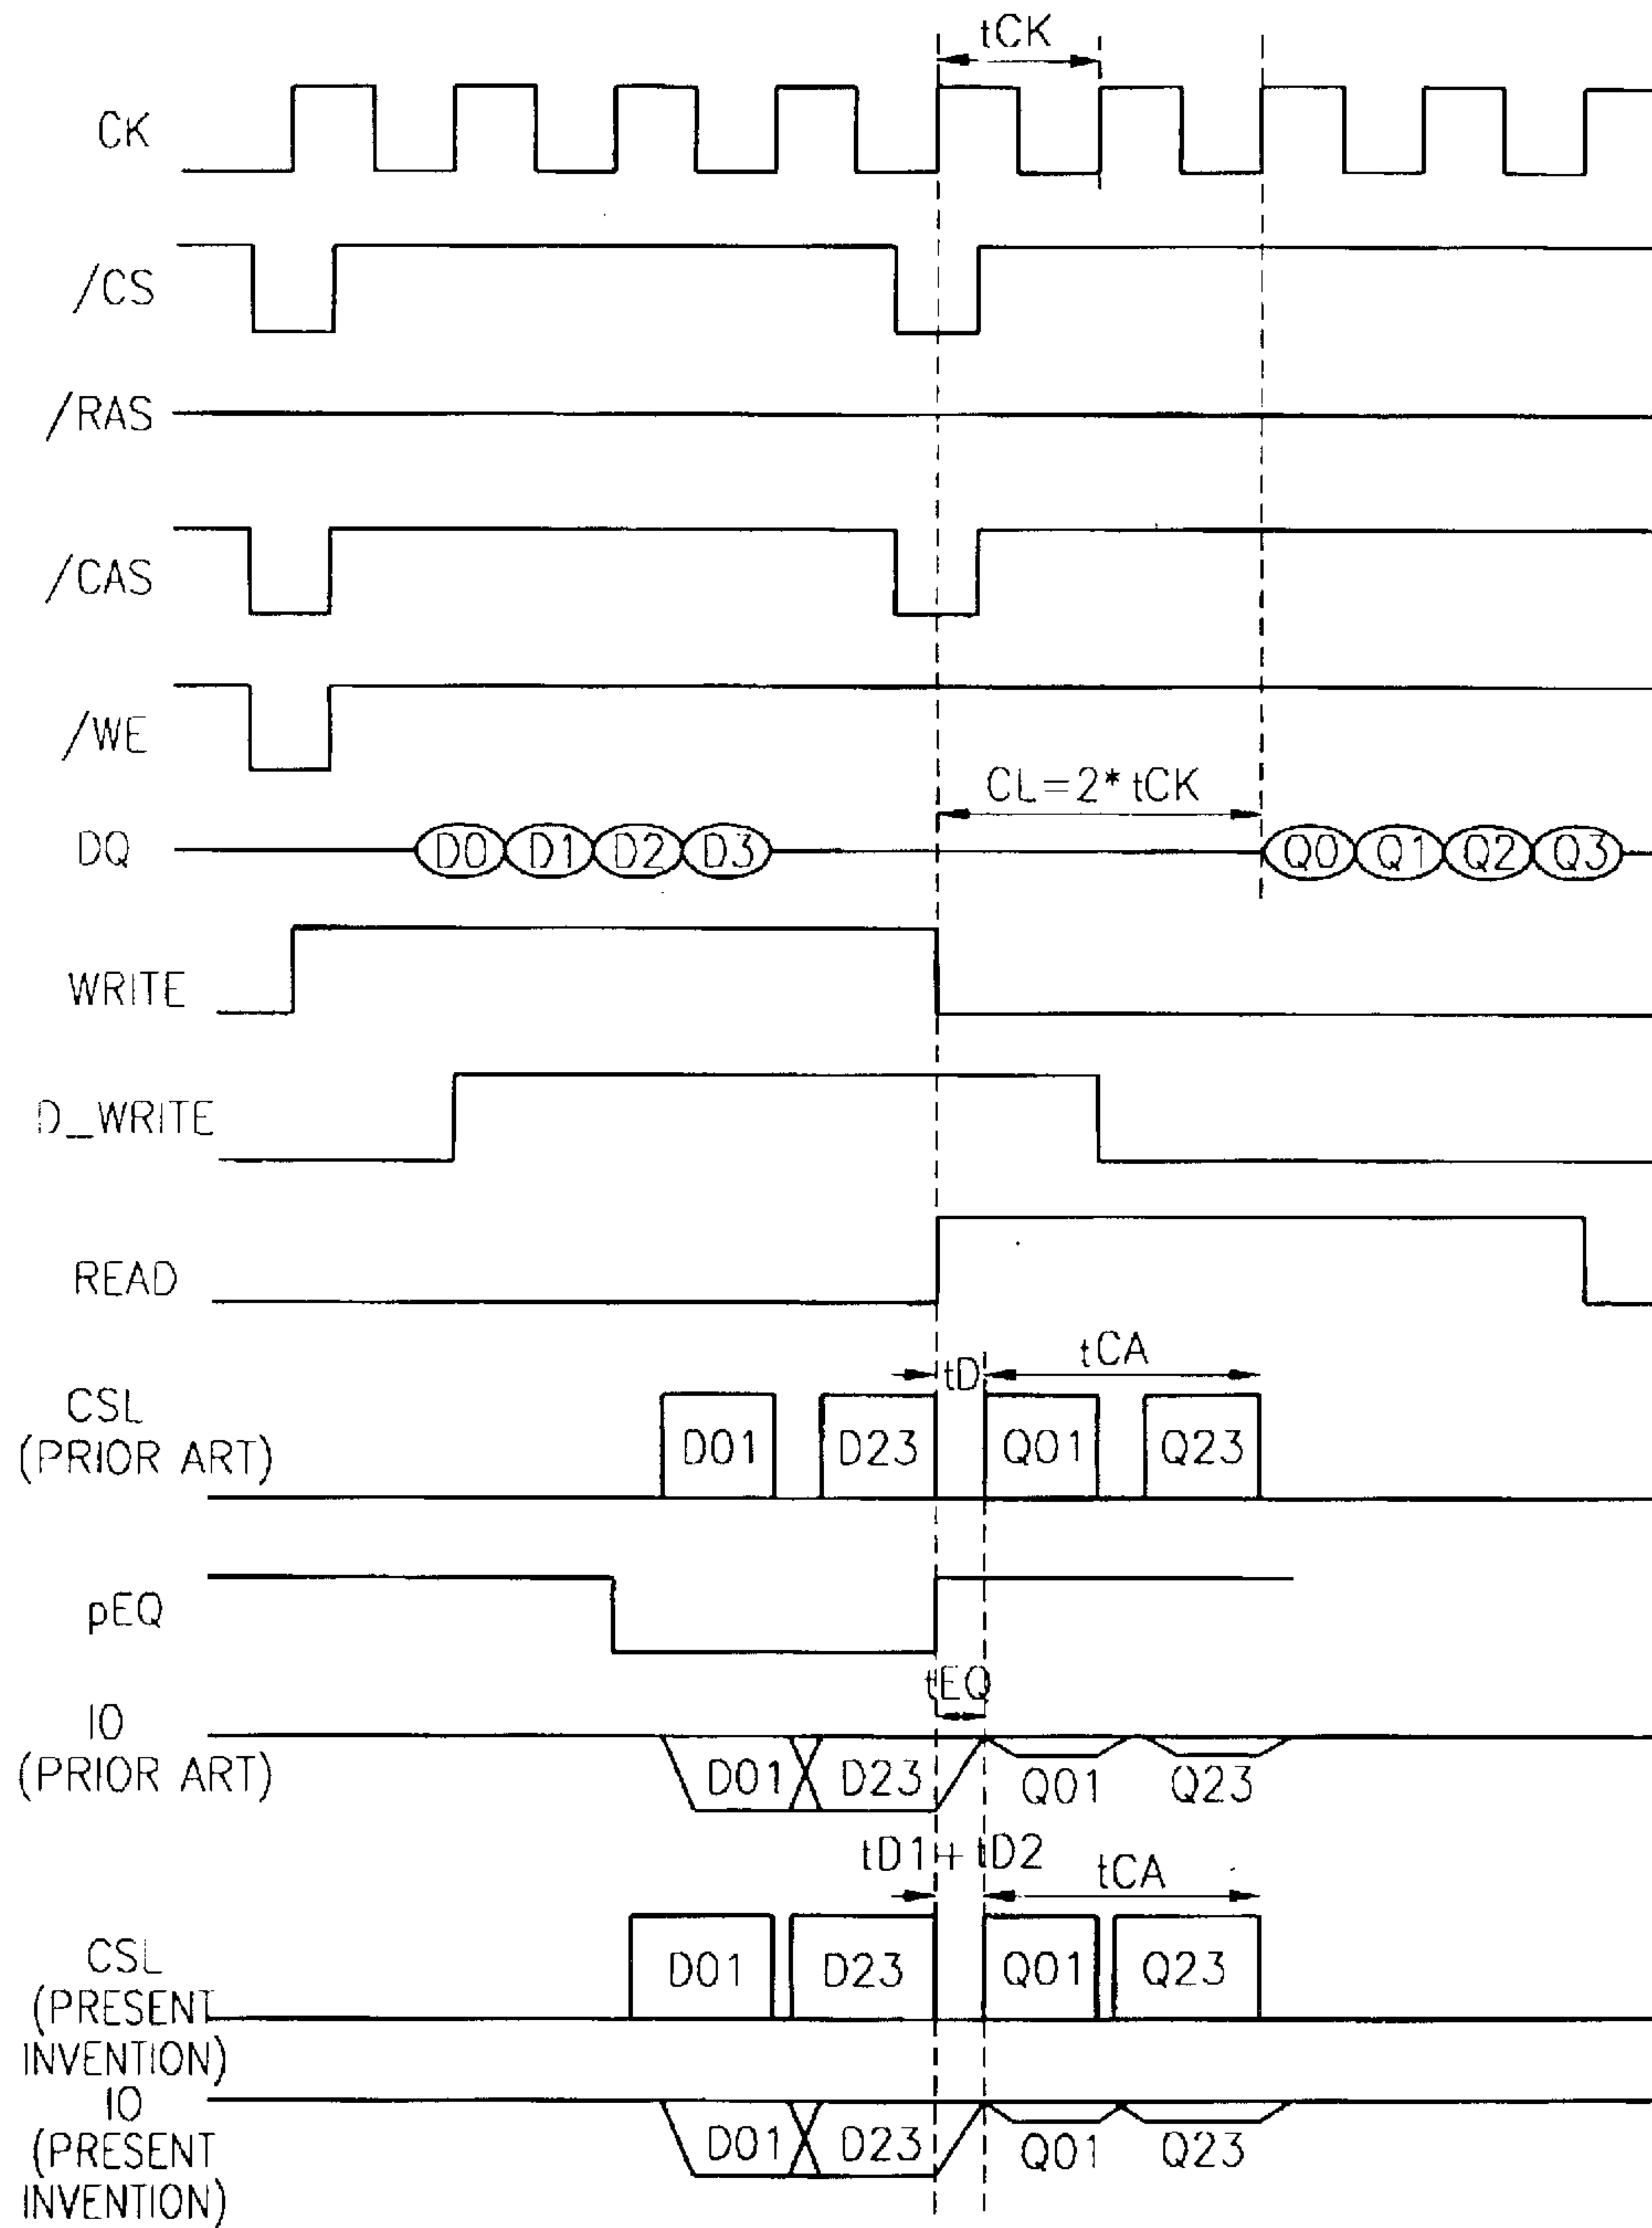 tCK
CK
/CS
/RAS
/CAS
/WE
CL=2* tCK
DQ D0 D1 D2 D3 Q0 Q1 Q2 Q3
WRITE
D_WRITE
READ
tD tCA
CSL
(PRIOR ART)
D01 D23 Q01 Q23
pEQ
tEQ
IO
(PRIOR ART)
D01 D23 Q01 Q23
tD1+tD2 tCA
CSL
(PRESENT
INVENTION)
D01 D23 Q01 Q23
IO
(PRESENT
INVENTION)
D01 D23 Q01 Q23